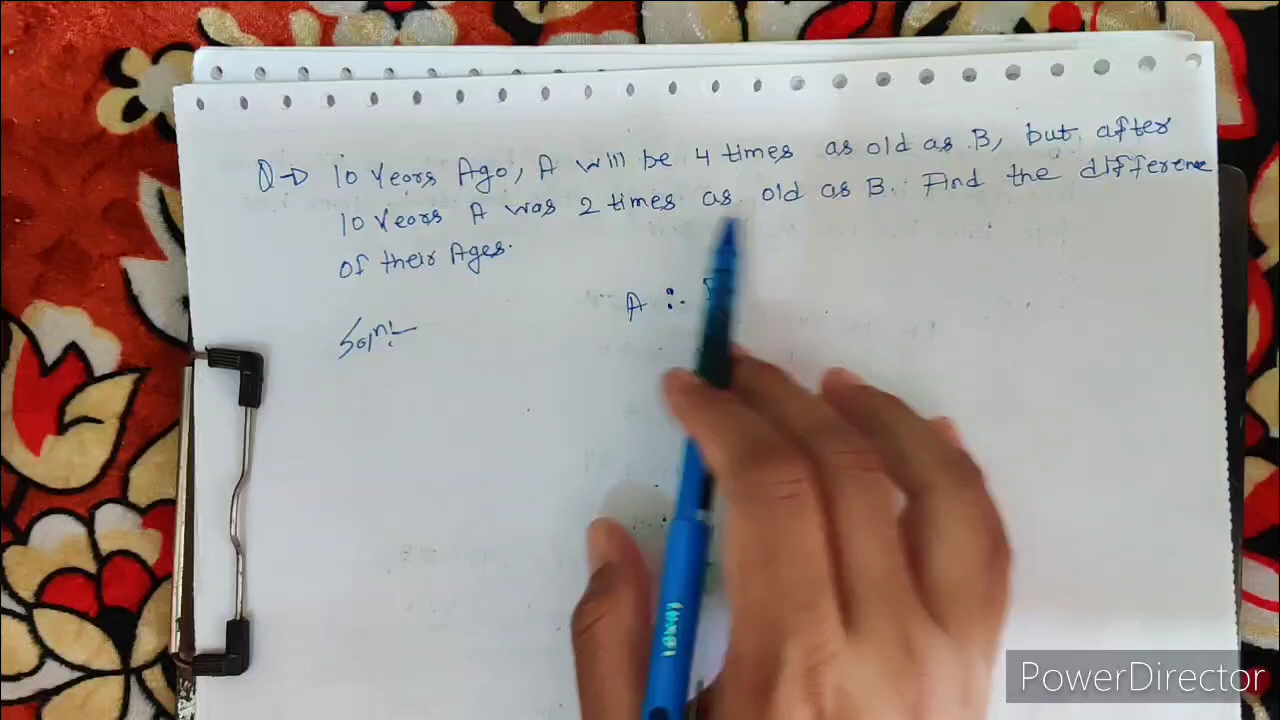 Q→ 10 Years Ago, A will be 4 times as old as B, but after
10 Years A was 2 times as old as B. Find the difference
of their Ages.
Soln:-
A :
PowerDirector